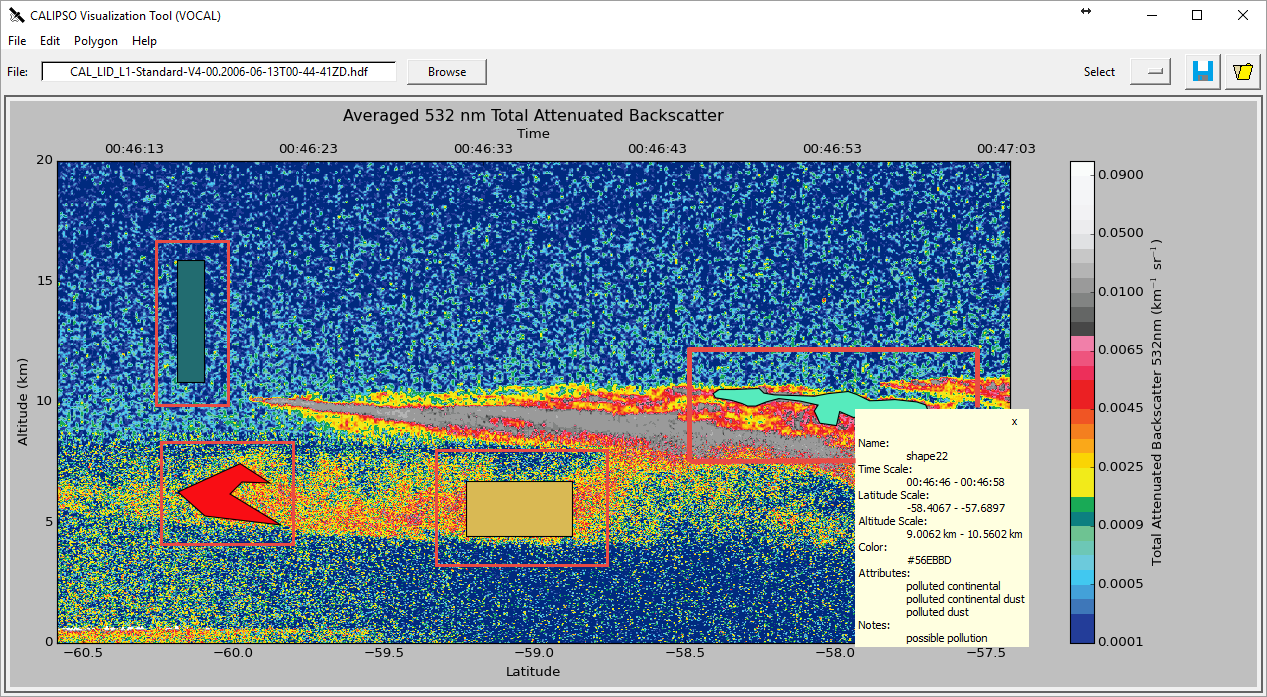 CALIPSO Visualization Tool (VOCAL)
File Edit Polygon Help
File: CAL_LID_L1-Standard-V4-00.2006-06-13T00-44-41ZD.hdf Browse Select
Averaged 532 nm Total Attenuated Backscatter
Time
00:46:13 00:46:23 00:46:33 00:46:43 00:46:53 00:47:03
20
15
10
5
0
Altitude (km)
−60.5 −60.0 −59.5 −59.0 −58.5 −58.0 −57.5
Latitude
x
Name:
shape22
Time Scale:
00:46:46 - 00:46:58
Latitude Scale:
-58.4067 - -57.6897
Altitude Scale:
9.0062 km - 10.5602 km
Color:
#56EBBD
Attributes:
polluted continental
polluted continental dust
polluted dust
Notes:
possible pollution
0.0900
0.0500
0.0100
0.0065
0.0045
0.0025
0.0009
0.0005
0.0001
Total Attenuated Backscatter 532nm (km⁻¹ sr⁻¹)